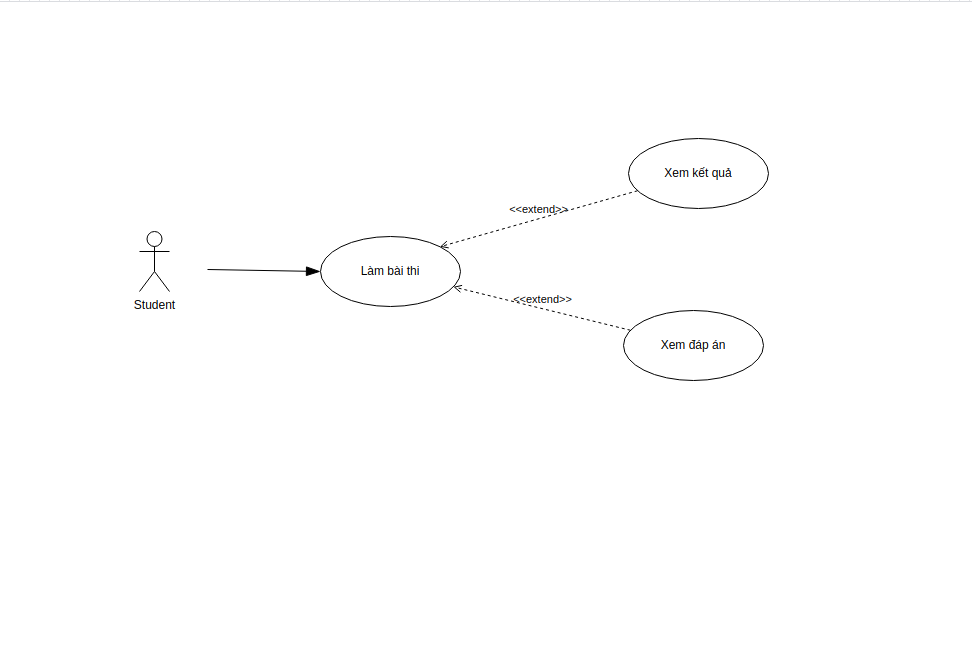 Xem kết quả
<<extend>>
Làm bài thi
Student
<<extend>>
Xem đáp án